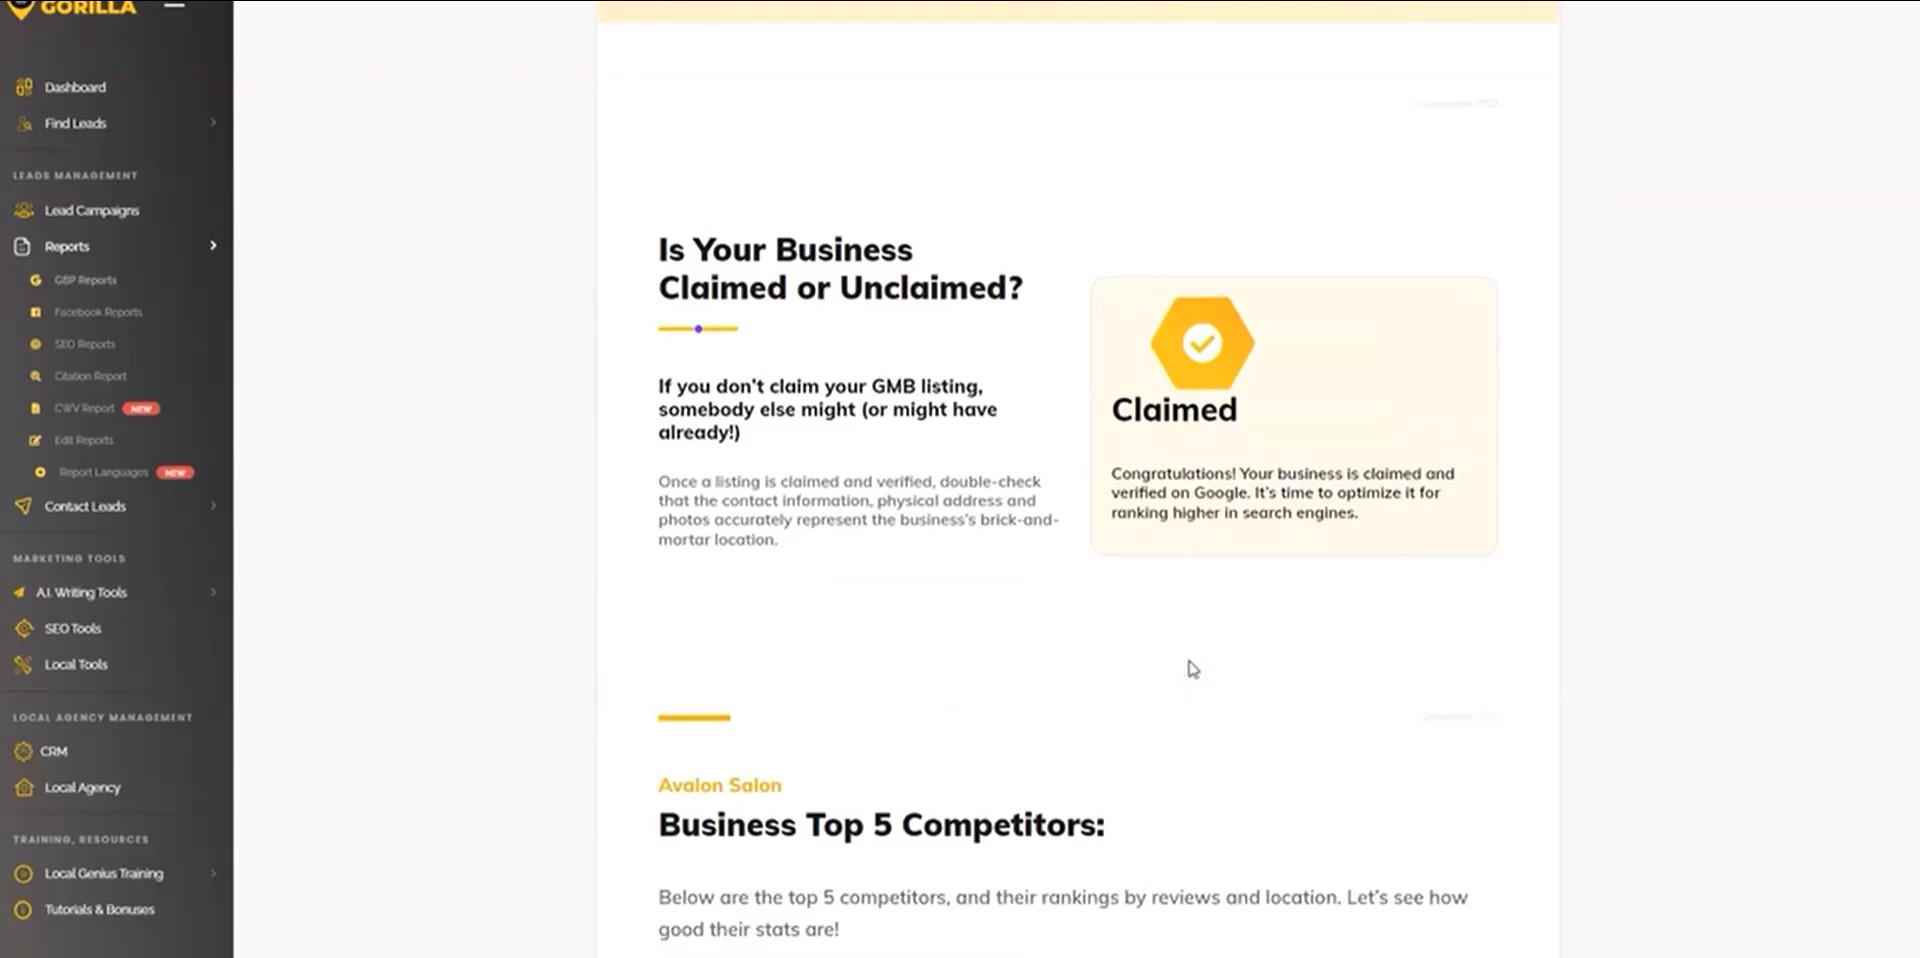 GORILLA
Dashboard
Find Leads
LEADS MANAGEMENT
Lead Campaigns
Reports
GBP Reports
Facebook Reports
SEO Reports
Citation Report
CWV Report NEW
Edit Reports
Report Languages NEW
Contact Leads
MARKETING TOOLS
A.I. Writing Tools
SEO Tools
Local Tools
LOCAL AGENCY MANAGEMENT
CRM
Local Agency
TRAINING, RESOURCES
Local Genius Training
Tutorials & Bonuses
Is Your Business
Claimed or Unclaimed?
If you don't claim your GMB listing,
somebody else might (or might have
already!)
Once a listing is claimed and verified, double-check
that the contact information, physical address and
photos accurately represent the business's brick-and-
mortar location.
Claimed
Congratulations! Your business is claimed and
verified on Google. It's time to optimize it for
ranking higher in search engines.
Avalon Salon
Business Top 5 Competitors:
Below are the top 5 competitors, and their rankings by reviews and location. Let's see how
good their stats are!